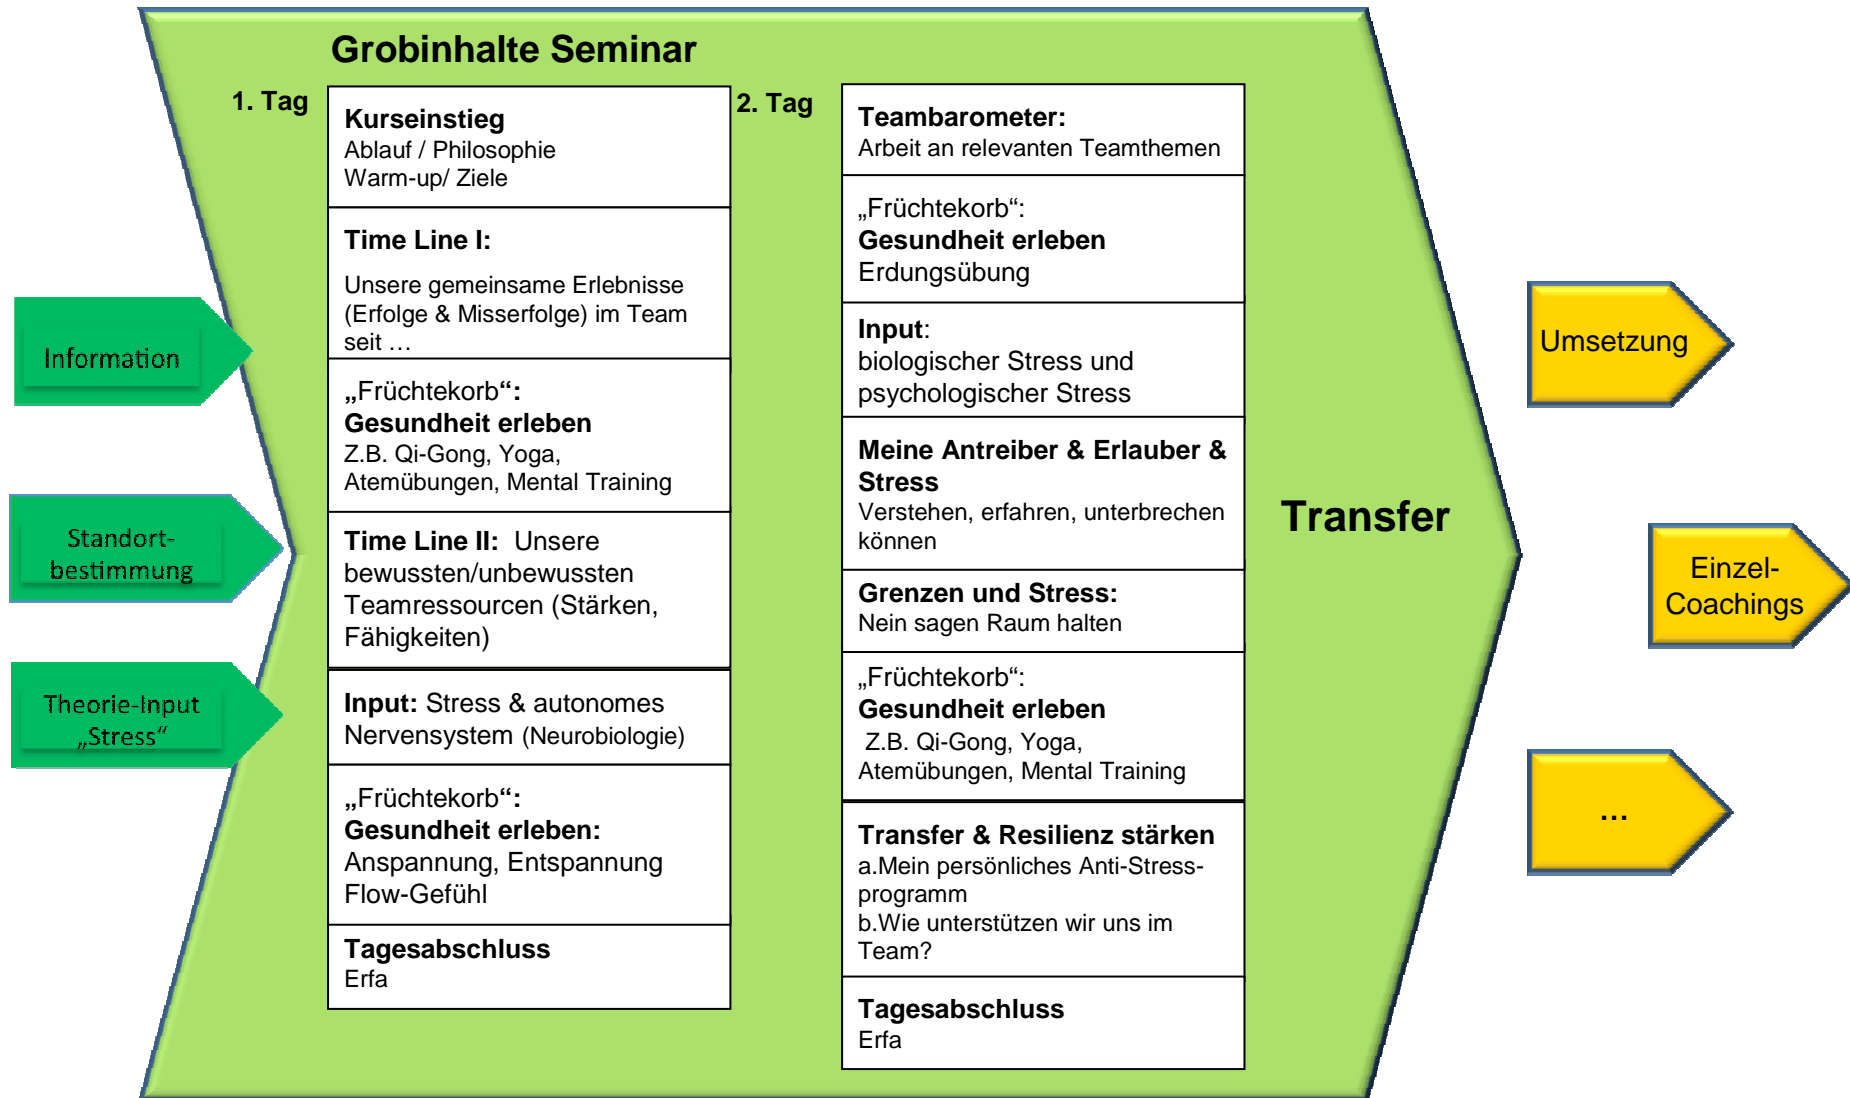 Grobinhalte Seminar
1. Tag
Kurseinstieg
Ablauf / Philosophie
Warm-up/ Ziele
Time Line I:
Unsere gemeinsame Erlebnisse
(Erfolge & Misserfolge) im Team
seit …
„Früchtekorb“:
Gesundheit erleben
Z.B. Qi-Gong, Yoga,
Atemübungen, Mental Training
Time Line II: Unsere
bewussten/unbewussten
Teamressourcen (Stärken,
Fähigkeiten)
Input: Stress & autonomes
Nervensystem (Neurobiologie)
„Früchtekorb“:
Gesundheit erleben:
Anspannung, Entspannung
Flow-Gefühl
Tagesabschluss
Erfa
2. Tag
Teambarometer:
Arbeit an relevanten Teamthemen
„Früchtekorb“:
Gesundheit erleben
Erdungsübung
Input:
biologischer Stress und
psychologischer Stress
Meine Antreiber & Erlauber &
Stress
Verstehen, erfahren, unterbrechen
können
Grenzen und Stress:
Nein sagen Raum halten
„Früchtekorb“:
Gesundheit erleben
Z.B. Qi-Gong, Yoga,
Atemübungen, Mental Training
Transfer & Resilienz stärken
a.Mein persönliches Anti-Stress-
programm
b.Wie unterstützen wir uns im
Team?
Tagesabschluss
Erfa
Information
Standort-
bestimmung
Theorie-Input
„Stress“
Transfer
Umsetzung
Einzel-
Coachings
…